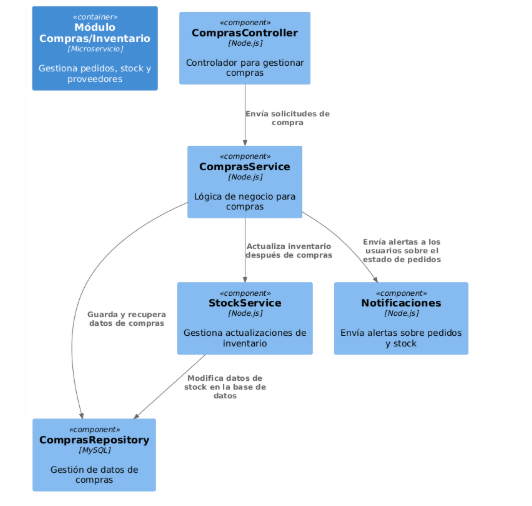 «container»
Módulo
Compras/Inventario
[Microservicio]
Gestiona pedidos, stock y
proveedores
«component»
ComprasController
[Node.js]
Controlador para gestionar
compras
Envía solicitudes de
compra
«component»
ComprasService
[Node.js]
Lógica de negocio para
compras
Envía alertas a los
usuarios sobre el
estado de pedidos
Actualiza inventario
después de compras
«component»
StockService
[Node.js]
Gestiona actualizaciones de
inventario
«component»
Notificaciones
[Node.js]
Envía alertas sobre pedidos
y stock
Guarda y recupera
datos de compras
Modifica datos de
stock en la base de
datos
«component»
ComprasRepository
[MySQL]
Gestión de datos de
compras